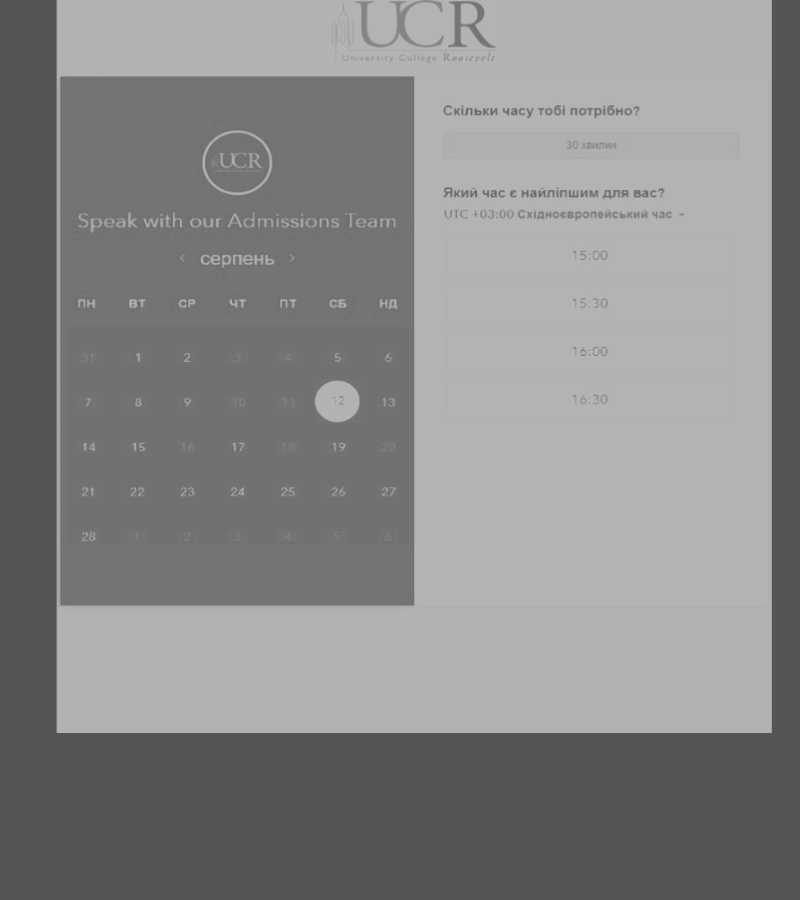 UCR
University College Roosevelt
UCR
Speak with our Admissions Team
< серпень >
ПН ВТ СР ЧТ ПТ СБ НД
31 1 2 3 4 5 6
7 8 9 10 11 12 13
14 15 16 17 18 19 20
21 22 23 24 25 26 27
28 1 2 3 4 5 6
Скільки часу тобі потрібно?
30 хвилин
Який час є найліпшим для вас?
UTC +03:00 Східноєвропейський час
15:00
15:30
16:00
16:30